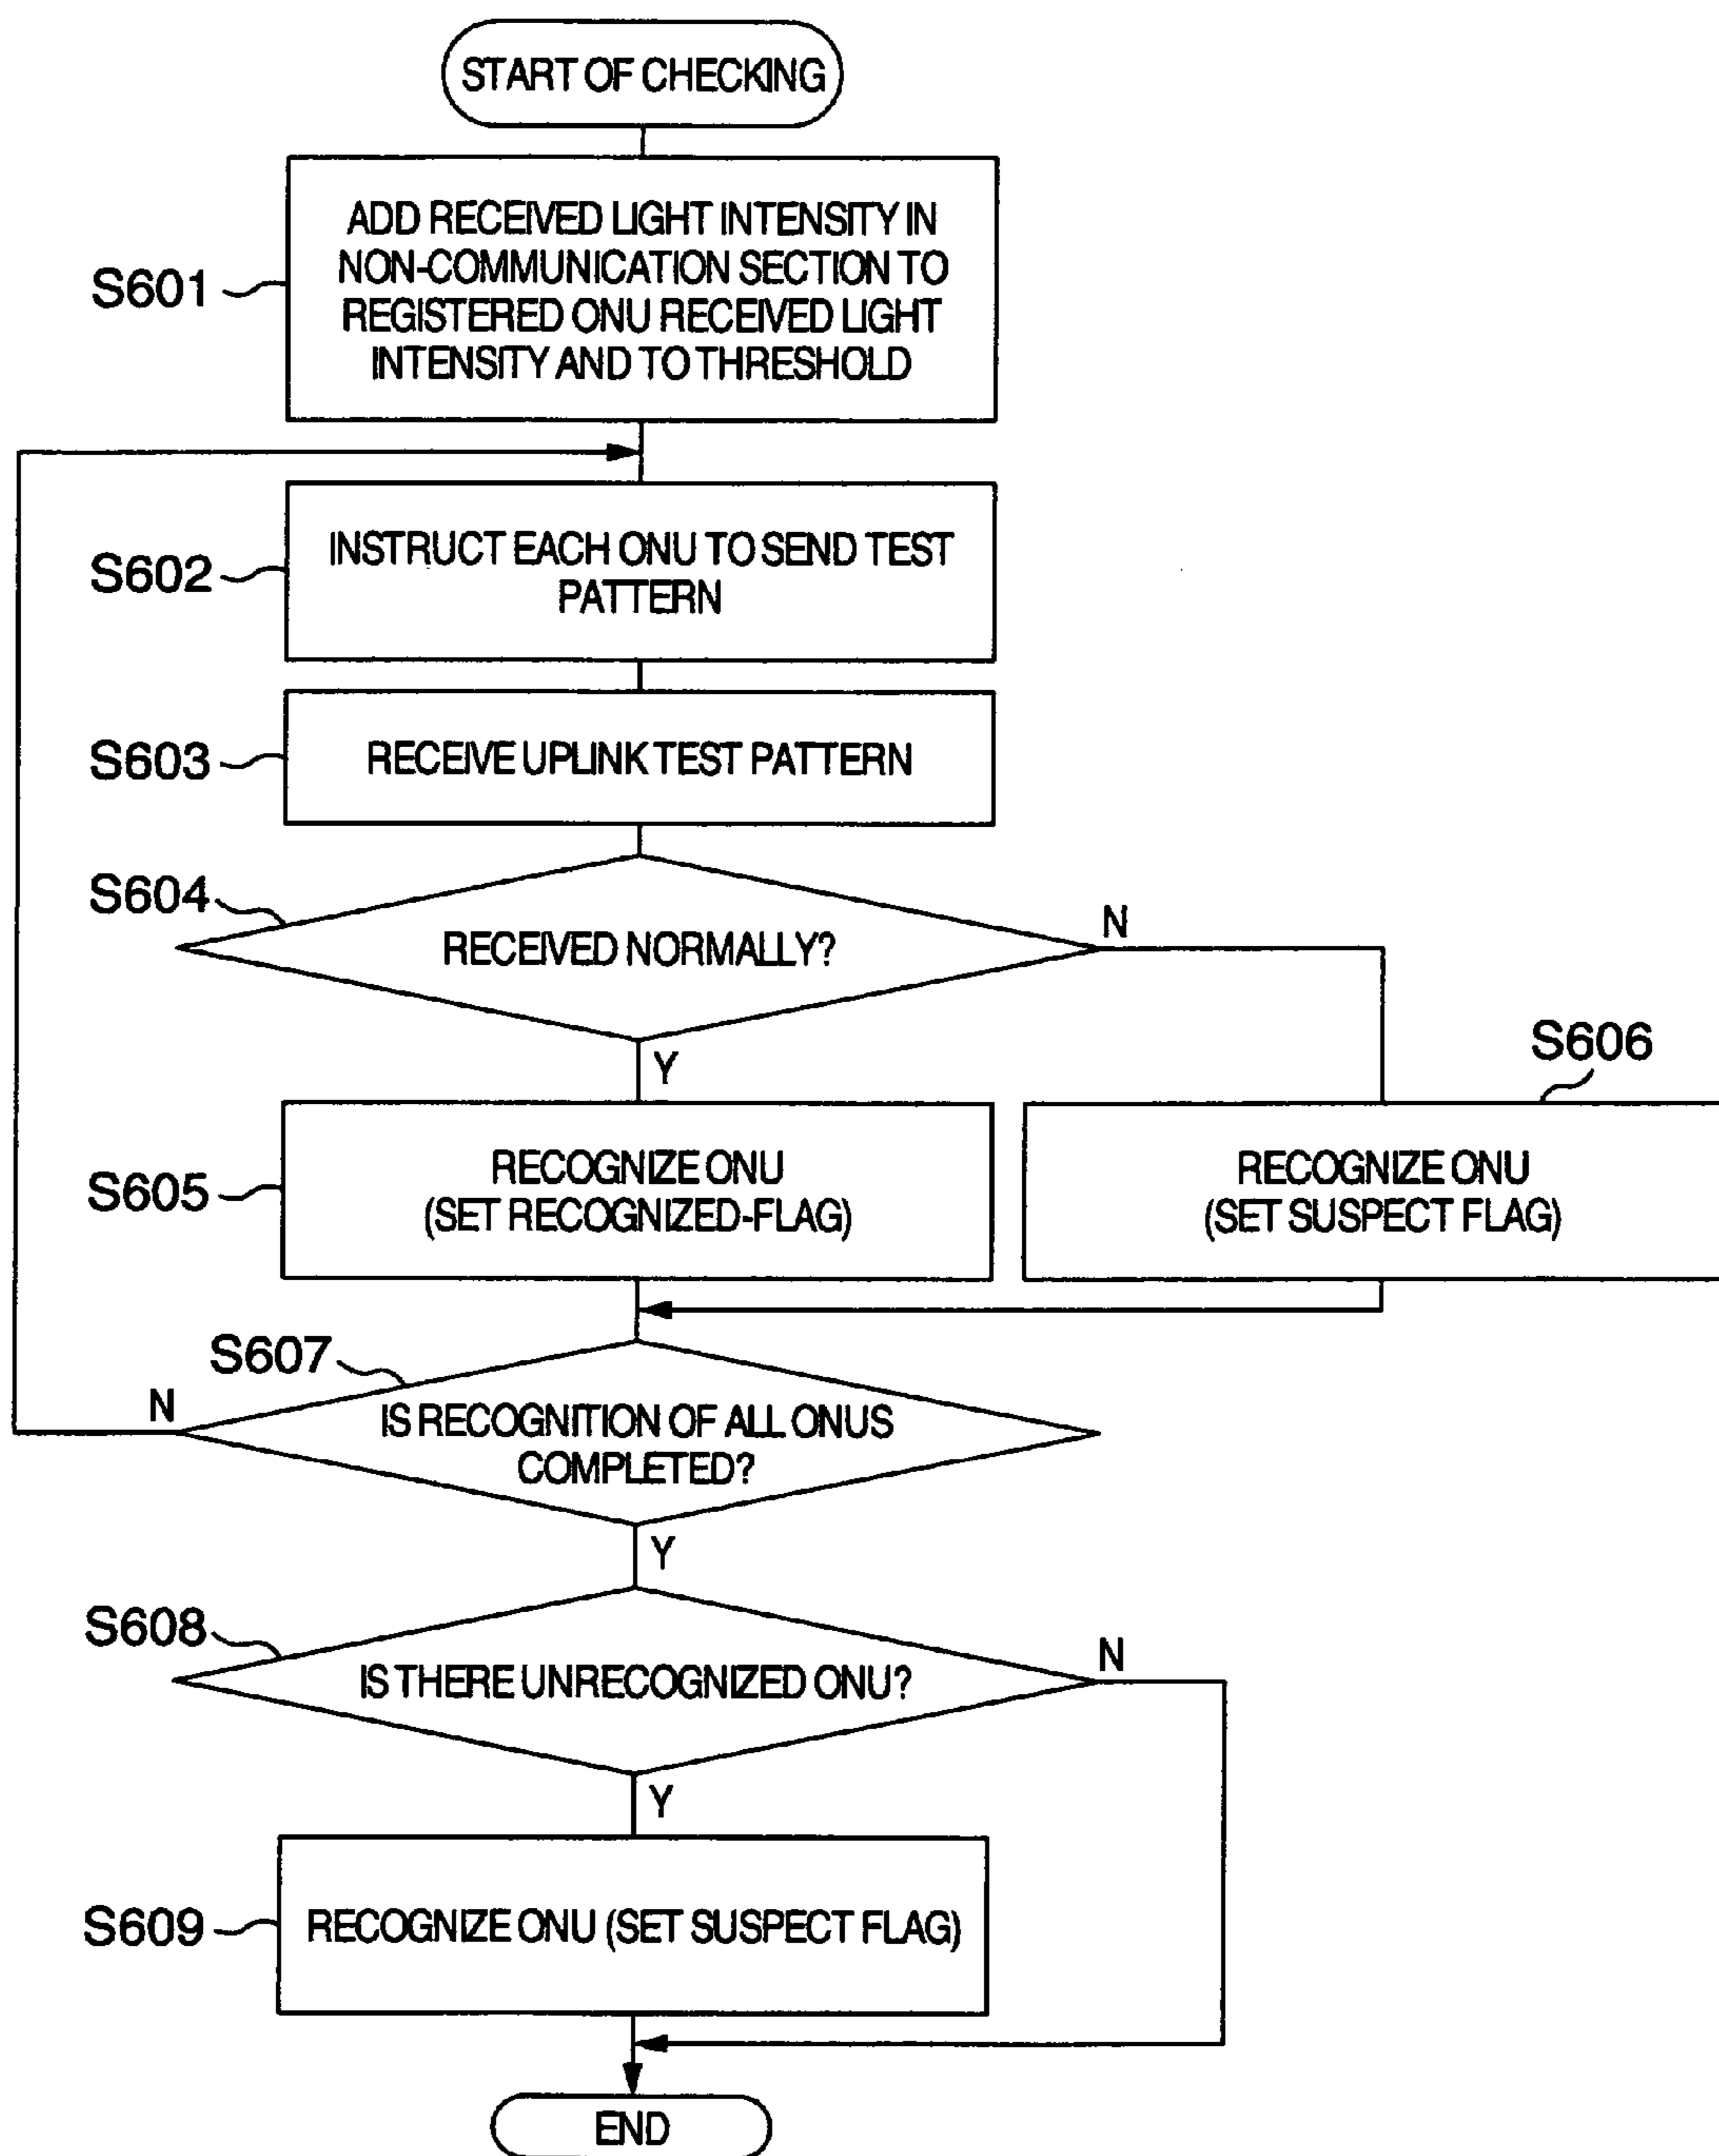 START OF CHECKING
S601
ADD RECEIVED LIGHT INTENSITY IN
NON-COMMUNICATION SECTION TO
REGISTERED ONU RECEIVED LIGHT
INTENSITY AND TO THRESHOLD
S602
INSTRUCT EACH ONU TO SEND TEST
PATTERN
S603
RECEIVE UPLINK TEST PATTERN
S604
RECEIVED NORMALLY?
N
Y
S606
S605
RECOGNIZE ONU
(SET RECOGNIZED-FLAG)
RECOGNIZE ONU
(SET SUSPECT FLAG)
S607
N
IS RECOGNITION OF ALL ONUS
COMPLETED?
Y
S608
IS THERE UNRECOGNIZED ONU?
N
Y
S609
RECOGNIZE ONU (SET SUSPECT FLAG)
END